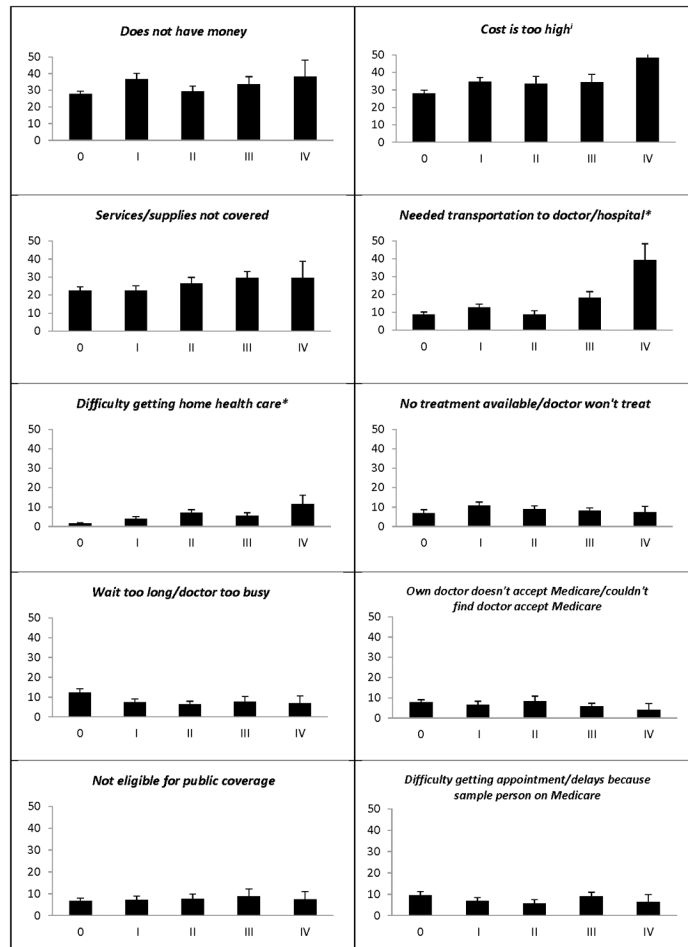 Does not have money
50
40
30
20
10
0
0 I II III IV
Cost is too highⁱ
50
40
30
20
10
0
0 I II III IV
Services/supplies not covered
50
40
30
20
10
0
0 I II III IV
Needed transportation to doctor/hospital*
50
40
30
20
10
0
0 I II III IV
Difficulty getting home health care*
50
40
30
20
10
0
0 I II III IV
No treatment available/doctor won't treat
50
40
30
20
10
0
0 I II III IV
Wait too long/doctor too busy
50
40
30
20
10
0
0 I II III IV
Own doctor doesn't accept Medicare/couldn't
find doctor accept Medicare
50
40
30
20
10
0
0 I II III IV
Not eligible for public coverage
50
40
30
20
10
0
0 I II III IV
Difficulty getting appointment/delays because
sample person on Medicare
50
40
30
20
10
0
0 I II III IV